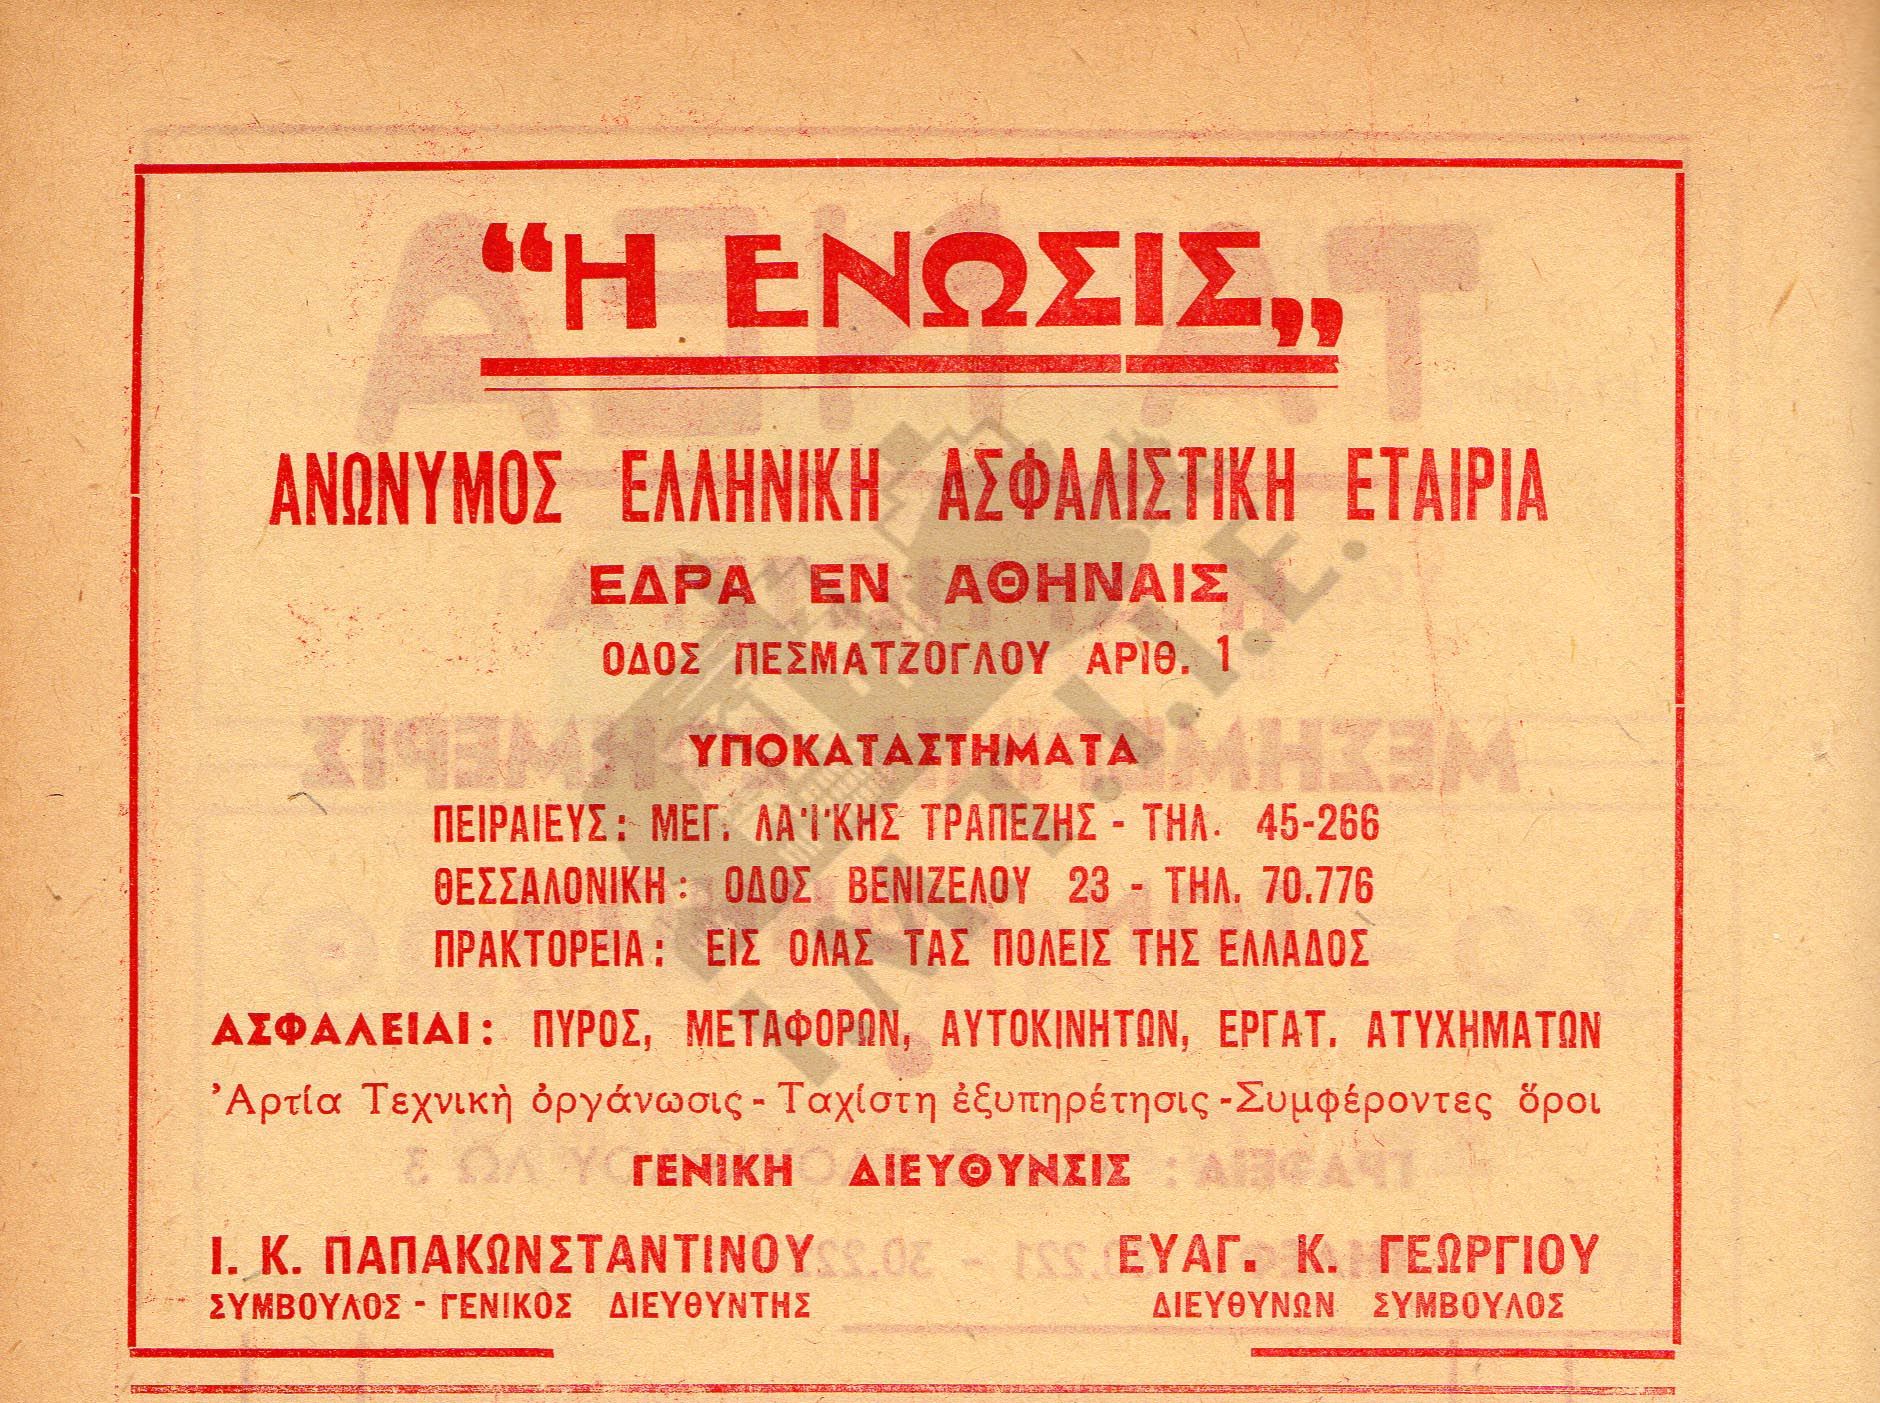 “Η ΕΝΩΣΙΣ„
ΑΝΩΝΥΜΟΣ ΕΛΛΗΝΙΚΗ ΑΣΦΑΛΙΣΤΙΚΗ ΕΤΑΙΡΙΑ
ΕΔΡΑ ΕΝ ΑΘΗΝΑΙΣ
ΟΔΟΣ ΠΕΣΜΑΤΖΟΓΛΟΥ ΑΡΙΘ. 1
ΥΠΟΚΑΤΑΣΤΗΜΑΤΑ
ΠΕΙΡΑΙΕΥΣ: ΜΕΓ. ΛΑΪΚΗΣ ΤΡΑΠΕΖΗΣ - ΤΗΛ. 45-266
ΘΕΣΣΑΛΟΝΙΚΗ: ΟΔΟΣ ΒΕΝΙΖΕΛΟΥ 23 - ΤΗΛ. 70.776
ΠΡΑΚΤΟΡΕΙΑ: ΕΙΣ ΟΛΑΣ ΤΑΣ ΠΟΛΕΙΣ ΤΗΣ ΕΛΛΑΔΟΣ
ΑΣΦΑΛΕΙΑΙ: ΠΥΡΟΣ, ΜΕΤΑΦΟΡΩΝ, ΑΥΤΟΚΙΝΗΤΩΝ, ΕΡΓΑΤ. ΑΤΥΧΗΜΑΤΩΝ
Ἀρτία Τεχνικὴ ὀργάνωσις - Ταχίστη ἐξυπηρέτησις - Συμφέροντες ὅροι
ΓΕΝΙΚΗ ΔΙΕΥΘΥΝΣΙΣ
Ι. Κ. ΠΑΠΑΚΩΝΣΤΑΝΤΙΝΟΥ
ΣΥΜΒΟΥΛΟΣ - ΓΕΝΙΚΟΣ ΔΙΕΥΘΥΝΤΗΣ
ΕΥΑΓ. Κ. ΓΕΩΡΓΙΟΥ
ΔΙΕΥΘΥΝΩΝ ΣΥΜΒΟΥΛΟΣ